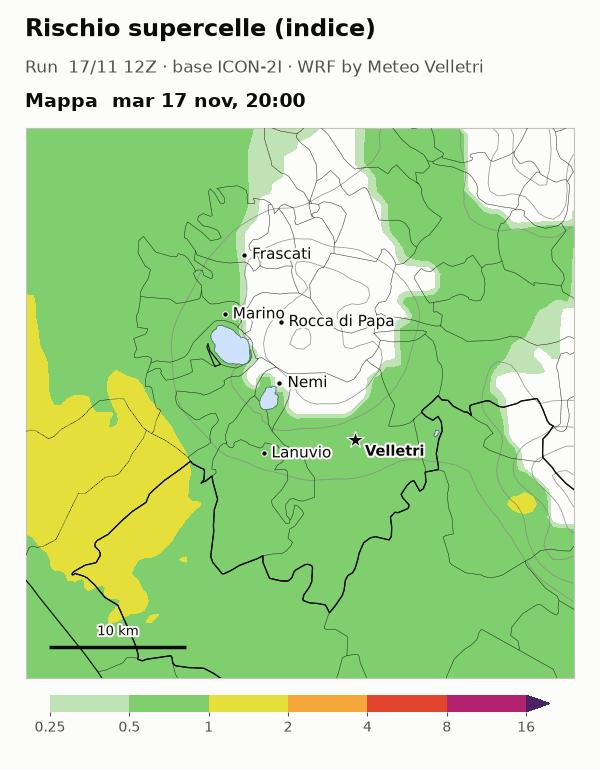 Rischio supercelle (indice)
Run  17/11 12Z · base ICON-2I · WRF by Meteo Velletri
Mappa  mar 17 nov, 20:00
Frascati
Marino
Rocca di Papa
Nemi
Velletri
Lanuvio
10 km
0.25 0.5 1 2 4 8 16